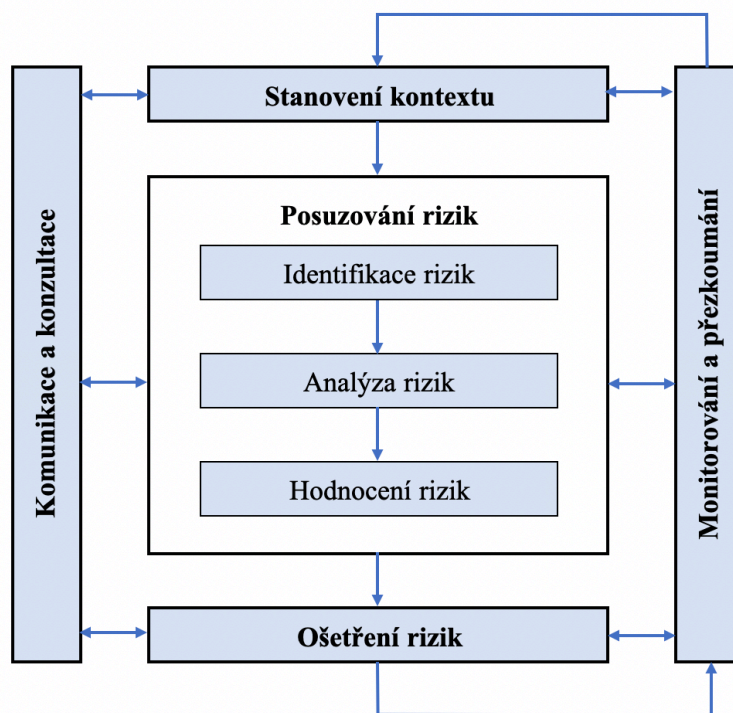 Stanovení kontextu
Komunikace a konzultace
Posuzování rizik
Identifikace rizik
Analýza rizik
Hodnocení rizik
Monitorování a přezkoumání
Ošetření rizik